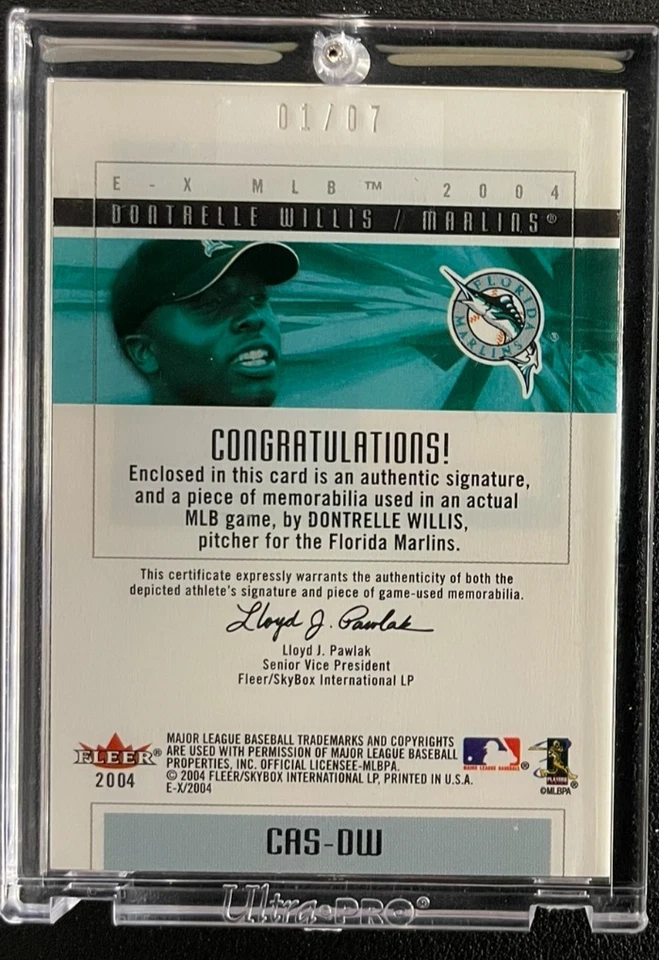 01/07
E-X MLB™ 2004
DONTRELLE WILLIS / MARLINS®
FLORIDA
MARLINS
CONGRATULATIONS!
Enclosed in this card is an authentic signature,
and a piece of memorabilia used in an actual
MLB game, by DONTRELLE WILLIS,
pitcher for the Florida Marlins.
This certificate expressly warrants the authenticity of both the
depicted athlete's signature and piece of game-used memorabilia.
Lloyd J. Pawlak
Lloyd J. Pawlak
Senior Vice President
Fleer/SkyBox International LP
FLEER®
2004
MAJOR LEAGUE BASEBALL TRADEMARKS AND COPYRIGHTS
ARE USED WITH PERMISSION OF MAJOR LEAGUE BASEBALL
PROPERTIES, INC. OFFICIAL LICENSEE-MLBPA.
© 2004 FLEER/SKYBOX INTERNATIONAL LP, PRINTED IN U.S.A.
E-X/2004
MAJOR LEAGUE BASEBALL®
PLAYERS
©MLBPA
CAS-DW
Ultra•PRO®